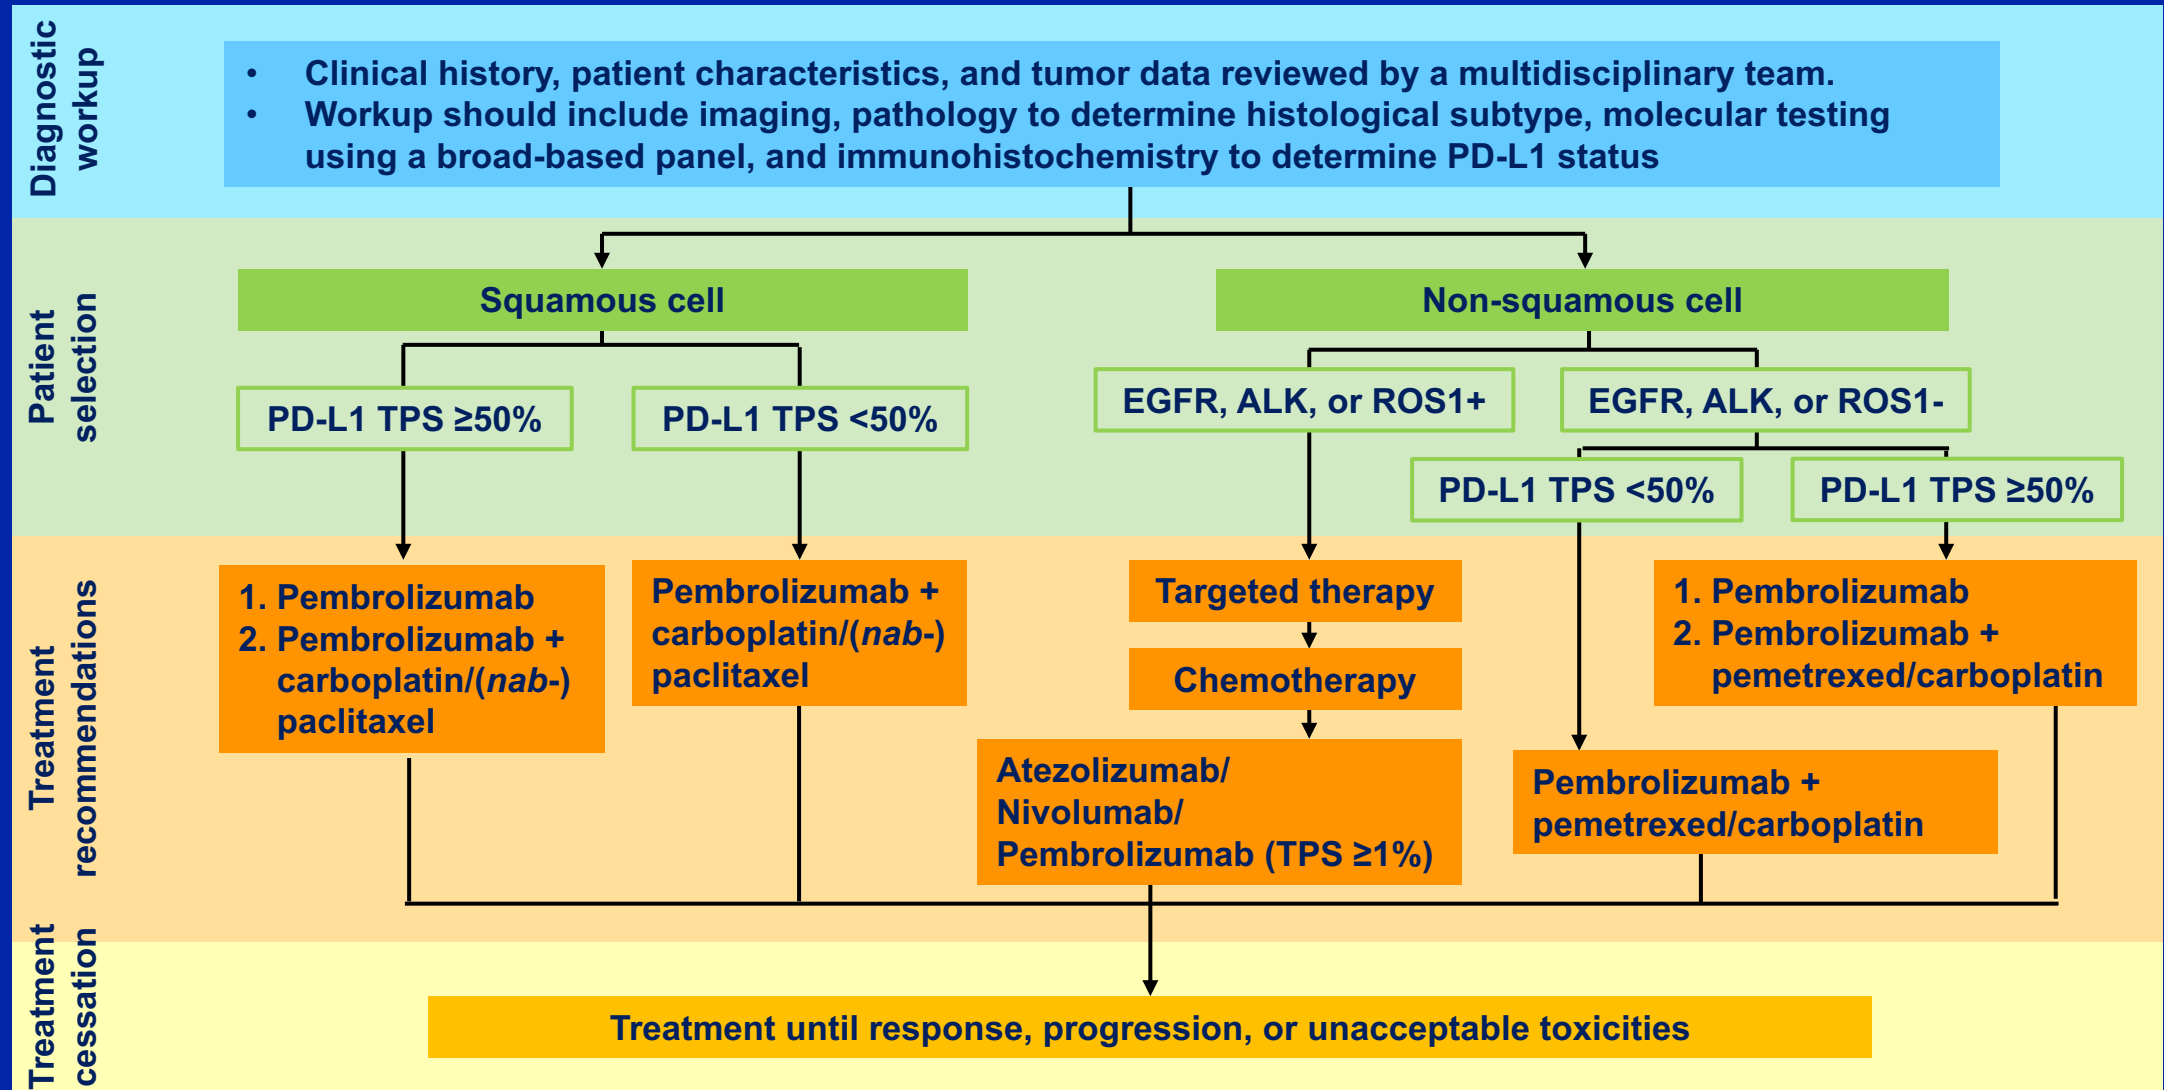 Diagnostic
workup
• Clinical history, patient characteristics, and tumor data reviewed by a multidisciplinary team.
• Workup should include imaging, pathology to determine histological subtype, molecular testing
using a broad-based panel, and immunohistochemistry to determine PD-L1 status
Patient
selection
Squamous cell
Non-squamous cell
PD-L1 TPS ≥50%
PD-L1 TPS <50%
EGFR, ALK, or ROS1+
EGFR, ALK, or ROS1-
PD-L1 TPS <50%
PD-L1 TPS ≥50%
Treatment
recommendations
1. Pembrolizumab
2. Pembrolizumab +
carboplatin/(nab-)
paclitaxel
Pembrolizumab +
carboplatin/(nab-)
paclitaxel
Targeted therapy
Chemotherapy
Atezolizumab/
Nivolumab/
Pembrolizumab (TPS ≥1%)
Pembrolizumab +
pemetrexed/carboplatin
1. Pembrolizumab
2. Pembrolizumab +
pemetrexed/carboplatin
Treatment
cessation
Treatment until response, progression, or unacceptable toxicities